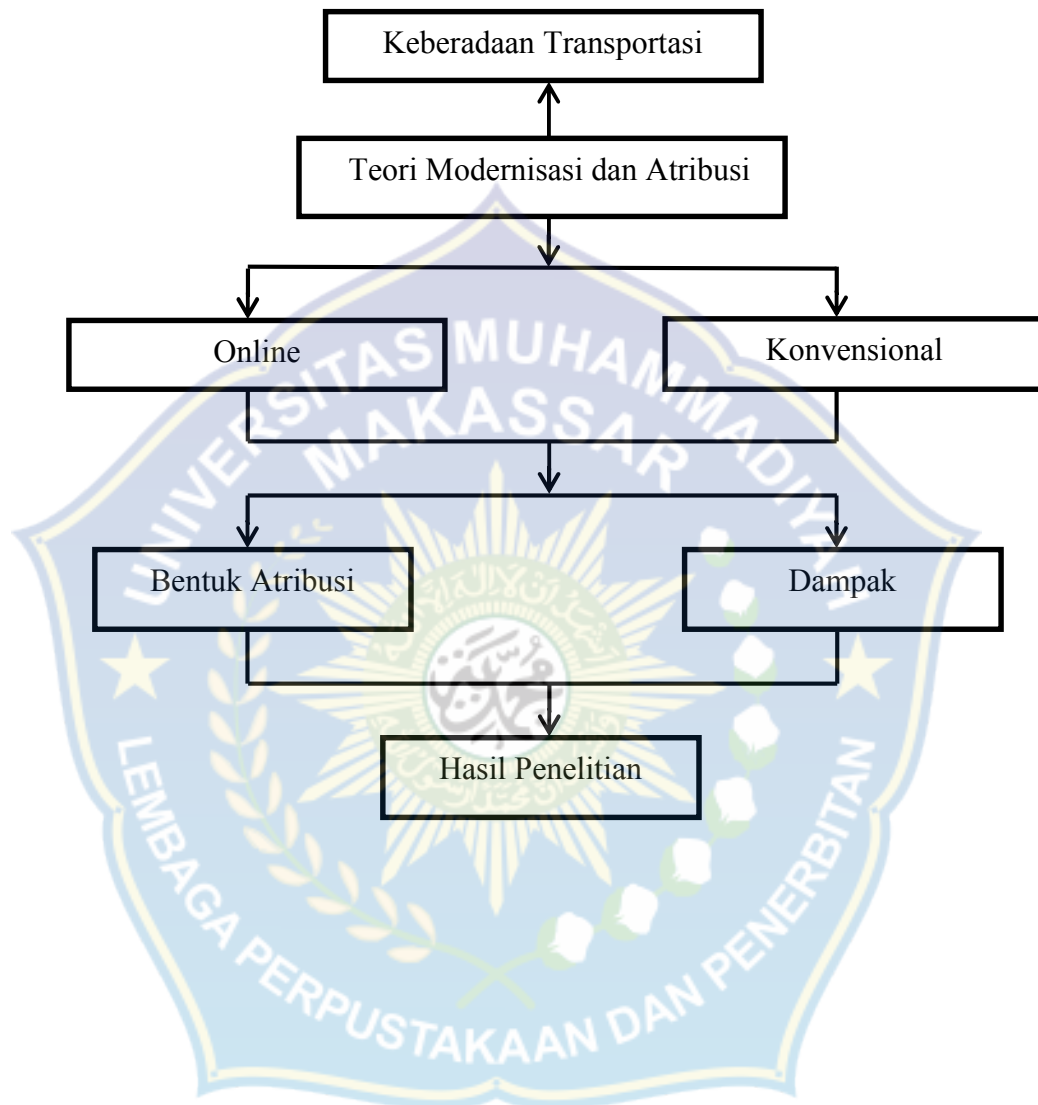 Keberadaan Transportasi
Teori Modernisasi dan Atribusi
Online
Konvensional
Bentuk Atribusi
Dampak
Hasil Penelitian
UNIVERSITAS MUHAMMADIYAH
MAKASSAR
LEMBAGA PERPUSTAKAAN DAN PENERBITAN